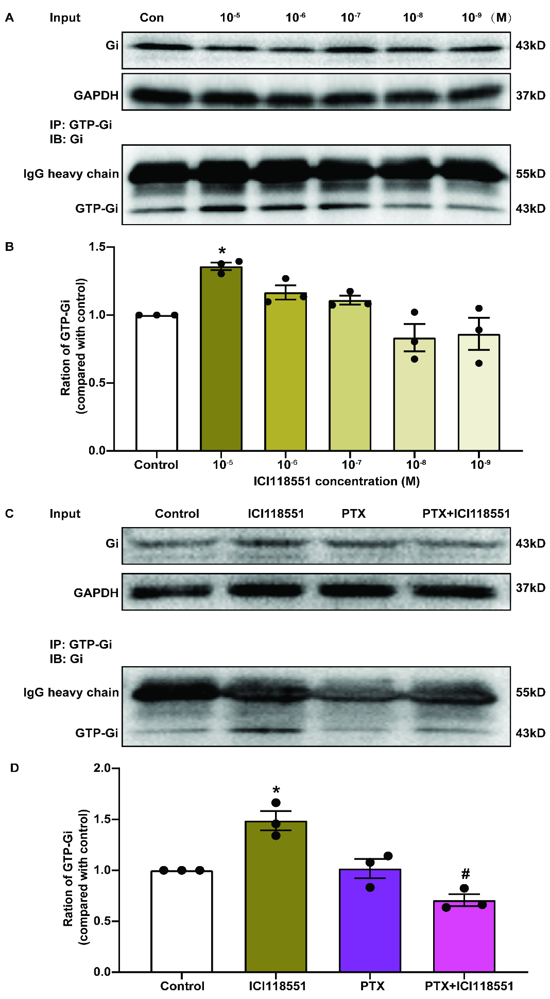 A Input Con 10-5 10-6 10-7 10-8 10-9 （M）
Gi 43kD
GAPDH 37kD
IP: GTP-Gi
IB: Gi
IgG heavy chain 55kD
GTP-Gi 43kD
B
Ration of GTP-Gi
(compared with control)
1.5
1.0
0.5
0.0
*
Control 10-5 10-6 10-7 10-8 10-9
ICI118551 concentration (M)
C Input Control ICI118551 PTX PTX+ICI118551
Gi 43kD
GAPDH 37kD
IP: GTP-Gi
IB: Gi
IgG heavy chain 55kD
GTP-Gi 43kD
D
Ration of GTP-Gi
(compared with control)
2.0
1.5
1.0
0.5
0.0
*
#
Control ICI118551 PTX PTX+ICI118551